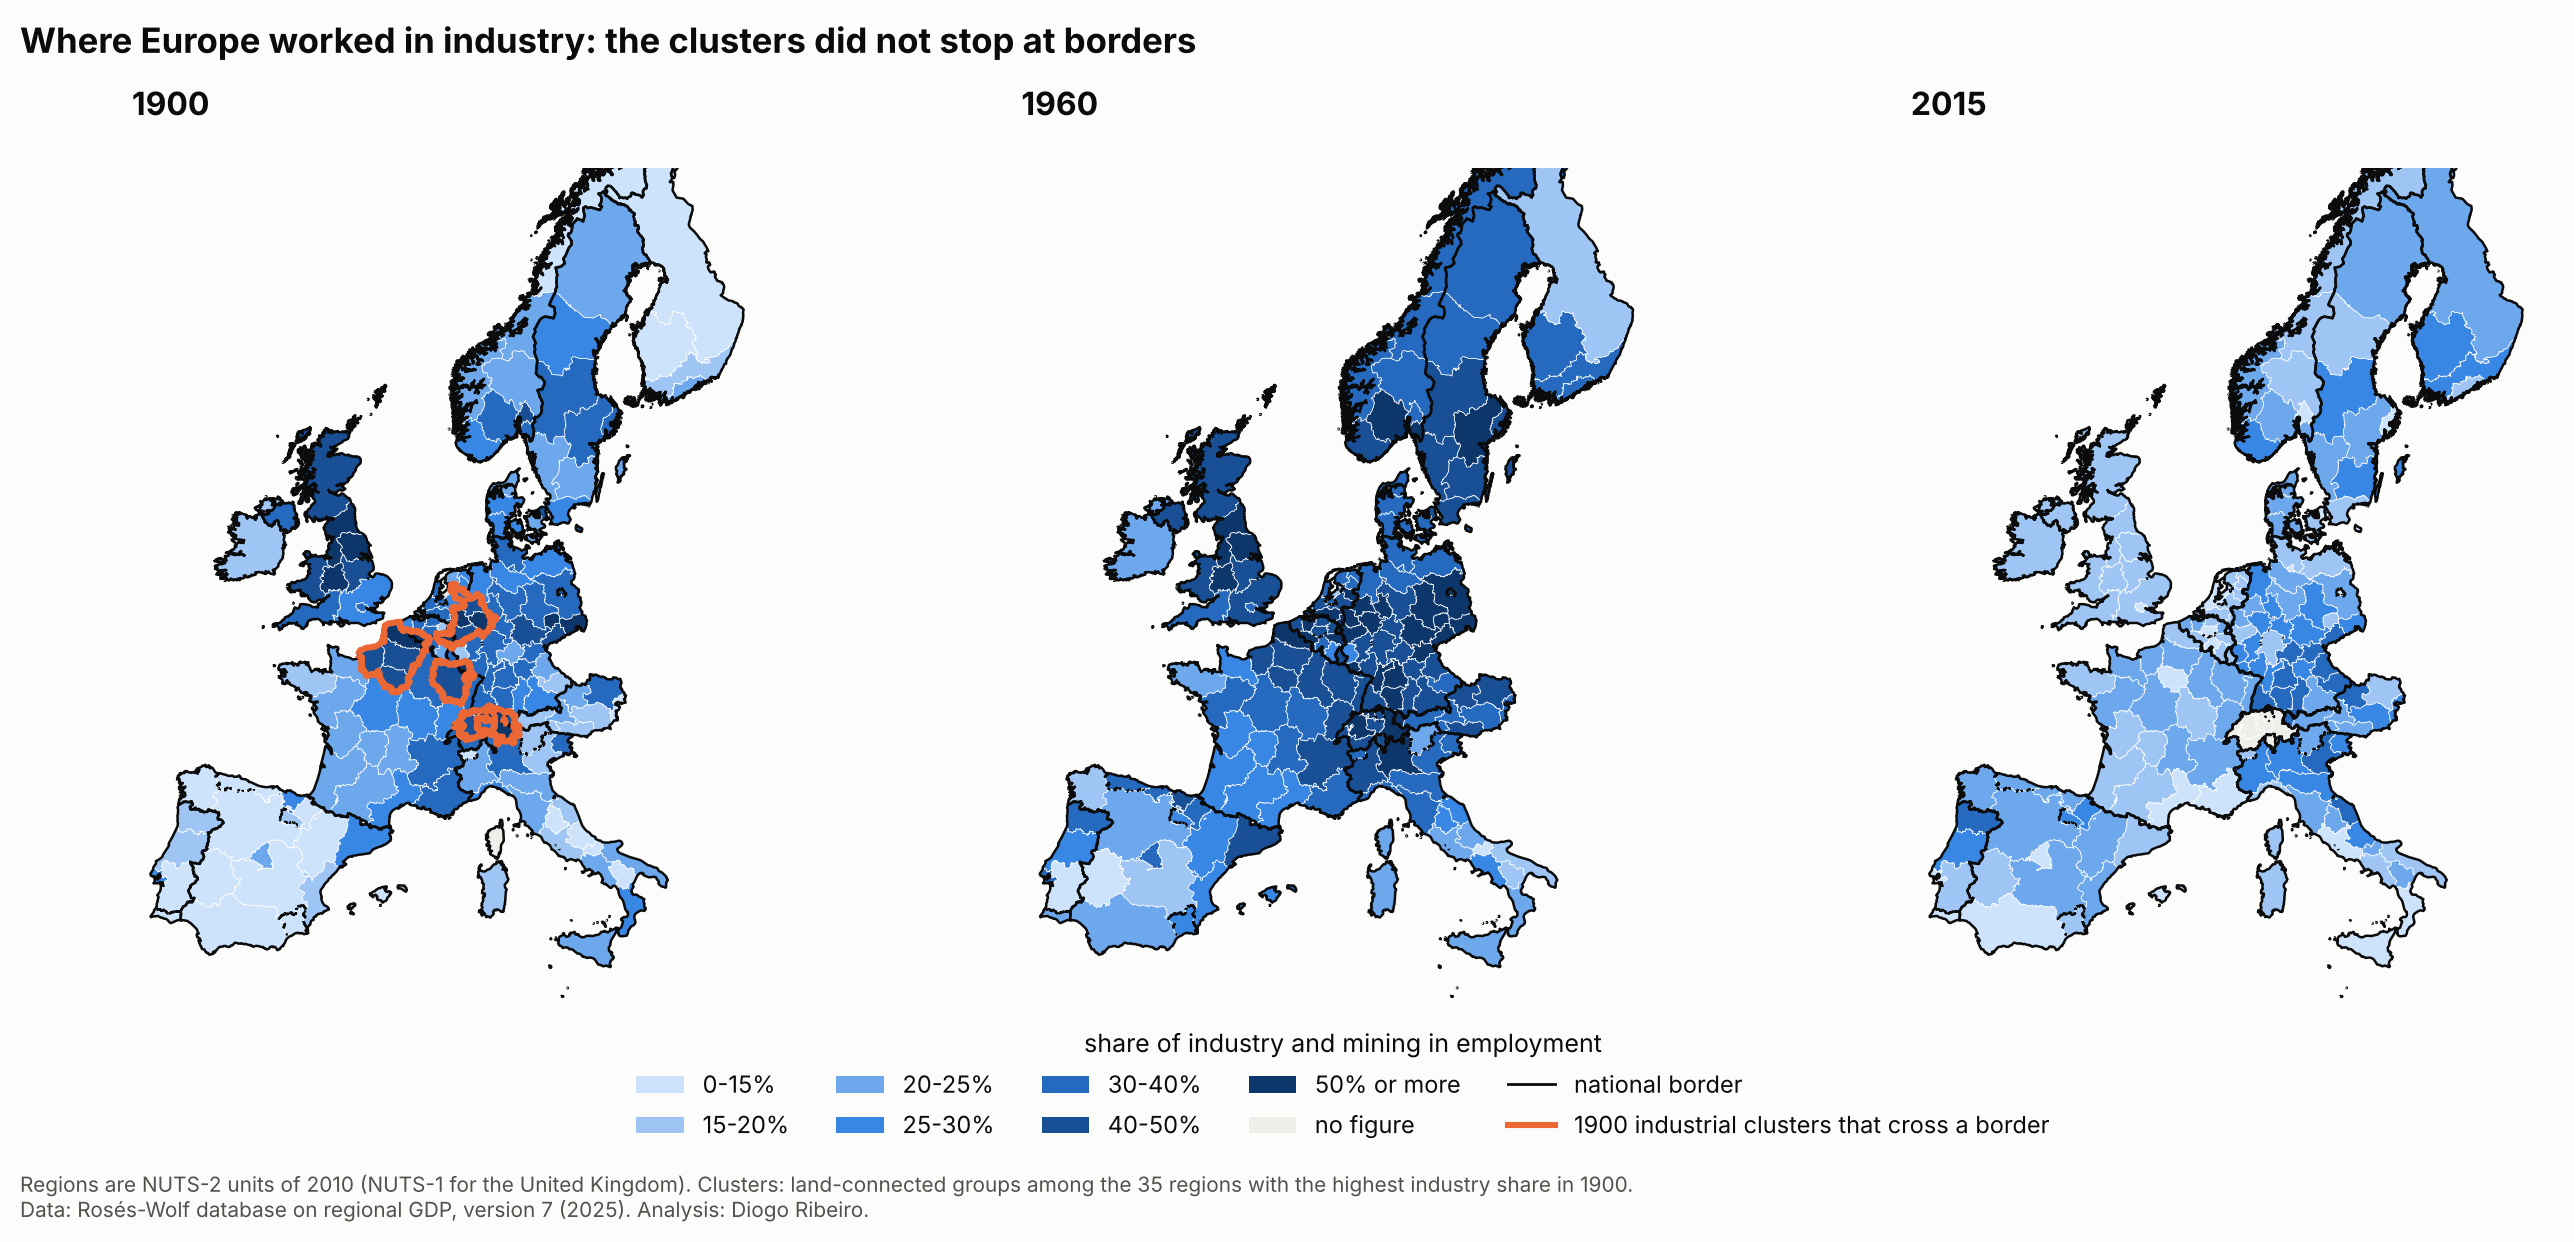 Where Europe worked in industry: the clusters did not stop at borders
1900
1960
2015
share of industry and mining in employment
0-15%
20-25%
30-40%
50% or more
national border
15-20%
25-30%
40-50%
no figure
1900 industrial clusters that cross a border
Regions are NUTS-2 units of 2010 (NUTS-1 for the United Kingdom). Clusters: land-connected groups among the 35 regions with the highest industry share in 1900.
Data: Rosés-Wolf database on regional GDP, version 7 (2025). Analysis: Diogo Ribeiro.